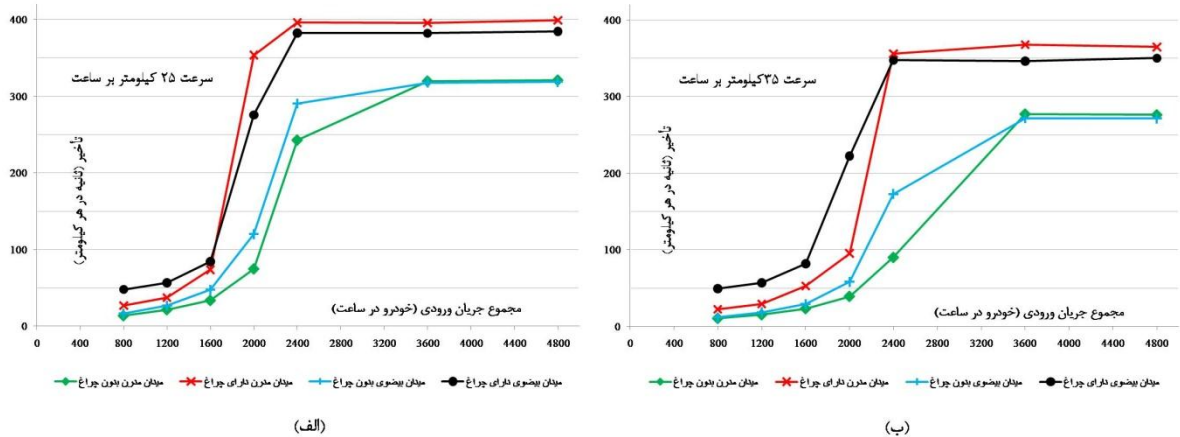 سرعت ۲۵ کیلومتر بر ساعت
تأخیر (ثانیه در هر کیلومتر)
400
300
200
100
0
مجموع جریان ورودی (خودرو در ساعت)
0 400 800 1200 1600 2000 2400 2800 3200 3600 4000 4400 4800
میدان مدرن بدون چراغ
میدان مدرن دارای چراغ
میدان بیضوی بدون چراغ
میدان بیضوی دارای چراغ
(الف)
سرعت ۳۵کیلومتر بر ساعت
تأخیر (ثانیه در هر کیلومتر)
400
300
200
100
0
مجموع جریان ورودی (خودرو در ساعت)
0 400 800 1200 1600 2000 2400 2800 3200 3600 4000 4400 4800
میدان مدرن بدون چراغ
میدان مدرن دارای چراغ
میدان بیضوی بدون چراغ
میدان بیضوی دارای چراغ
(ب)